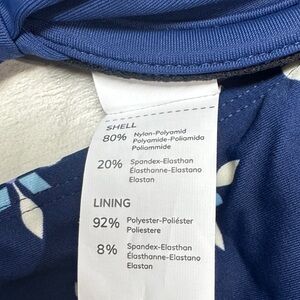 SHELL
80% Nylon-Polyamid
Polyamide-Poliamida
Poliammide
20% Spandex-Elasthan
Élasthanne-Elastano
Elastan
LINING
92% Polyester-Poliéster
Poliestere
8% Spandex-Elasthan
Élasthanne-Elastano
Elastan